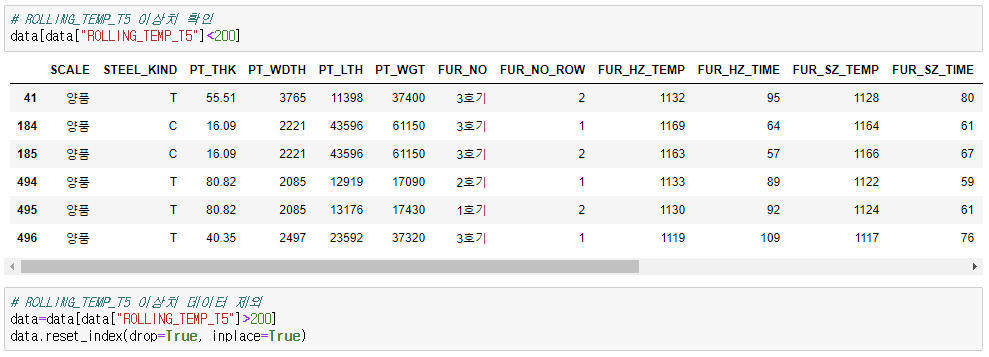 # ROLLING_TEMP_T5 이상치 확인
data[data["ROLLING_TEMP_T5"]<200]
SCALE STEEL_KIND PT_THK PT_WDTH PT_LTH PT_WGT FUR_NO FUR_NO_ROW FUR_HZ_TEMP FUR_HZ_TIME FUR_SZ_TEMP FUR_SZ_TIME
41 양품 T 55.51 3765 11398 37400 3호기 2 1132 95 1128 80
184 양품 C 16.09 2221 43596 61150 3호기 1 1169 64 1164 61
185 양품 C 16.09 2221 43596 61150 3호기 2 1163 57 1166 67
494 양품 T 80.82 2085 12919 17090 2호기 1 1133 89 1122 59
495 양품 T 80.82 2085 13176 17430 1호기 2 1130 92 1124 61
496 양품 T 40.35 2497 23592 37320 3호기 1 1119 109 1117 76
# ROLLING_TEMP_T5 이상치 데이터 제외
data=data[data["ROLLING_TEMP_T5"]>200]
data.reset_index(drop=True, inplace=True)